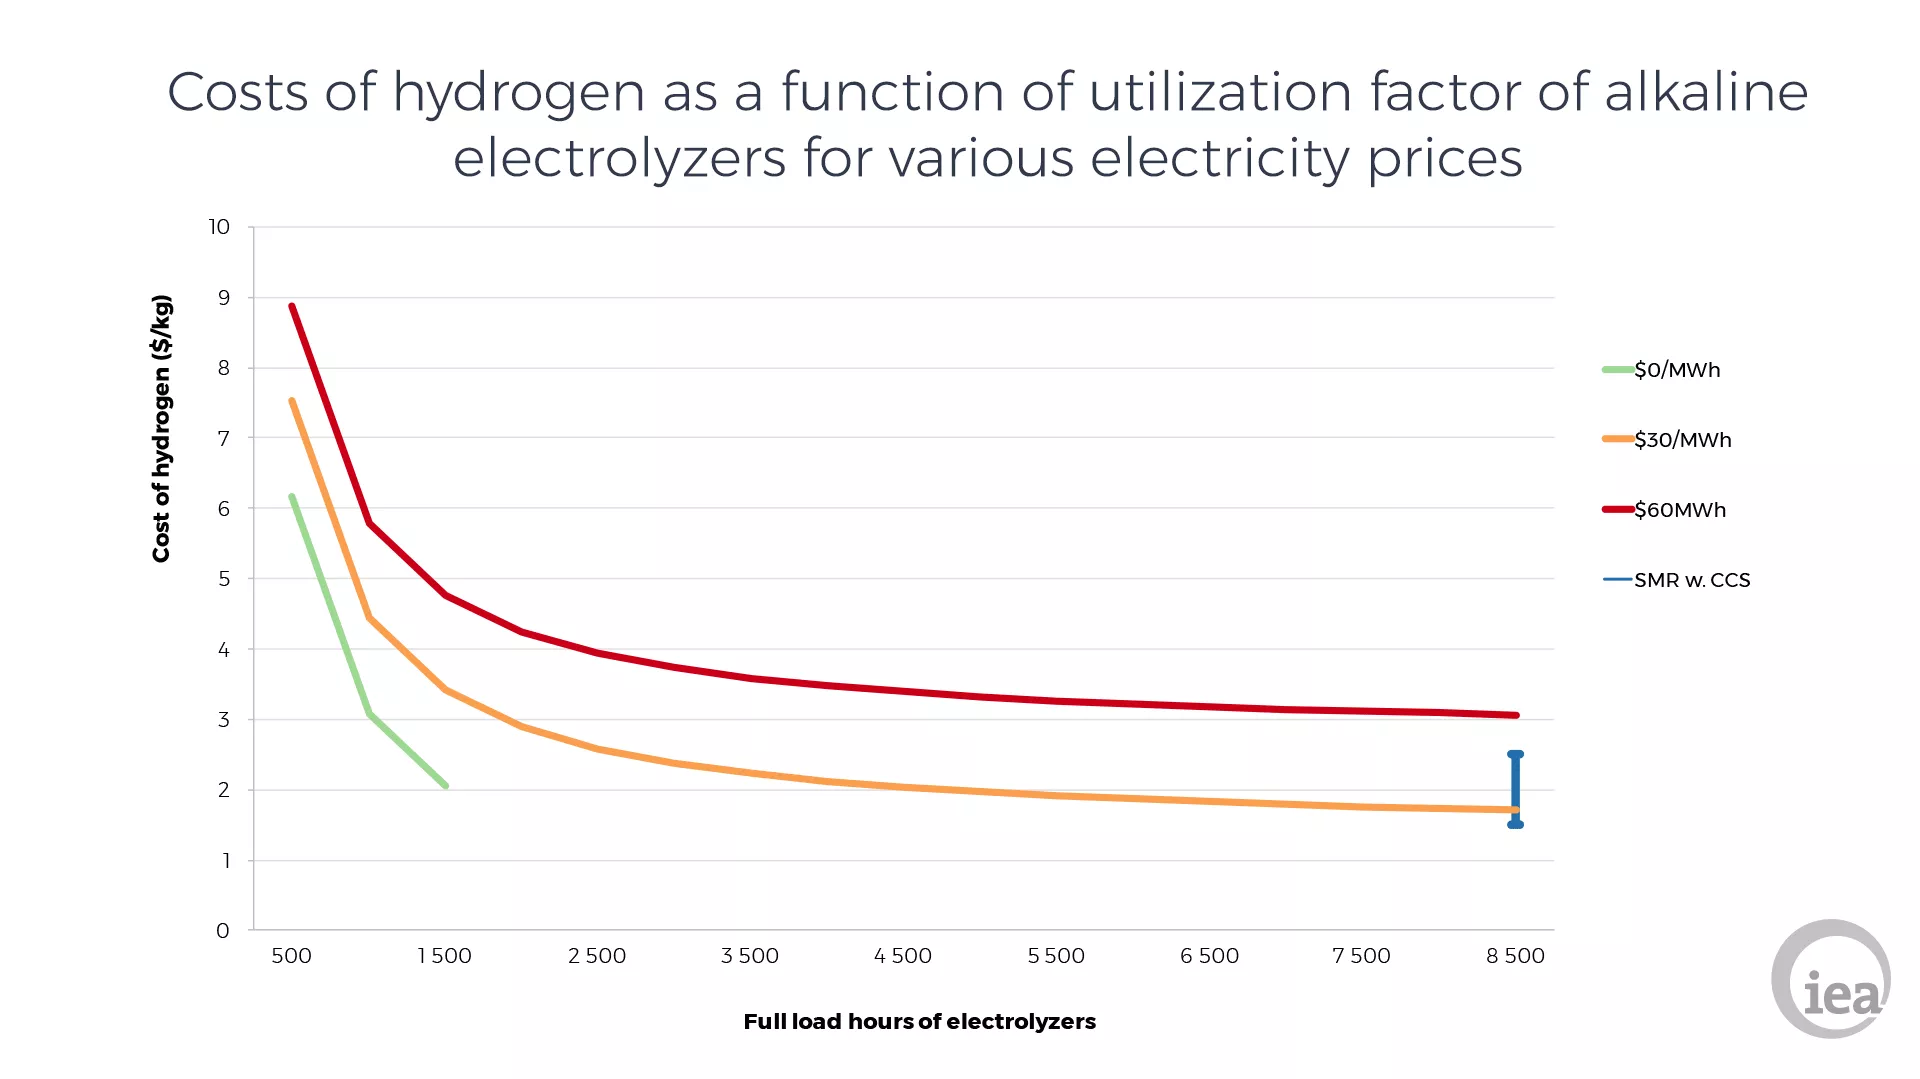 Costs of hydrogen as a function of utilization factor of alkaline
electrolyzers for various electricity prices
Cost of hydrogen ($/kg)
10
9
8
7
6
5
4
3
2
1
0
500
1 500
2 500
3 500
4 500
5 500
6 500
7 500
8 500
Full load hours of electrolyzers
$0/MWh
$30/MWh
$60MWh
SMR w. CCS
iea